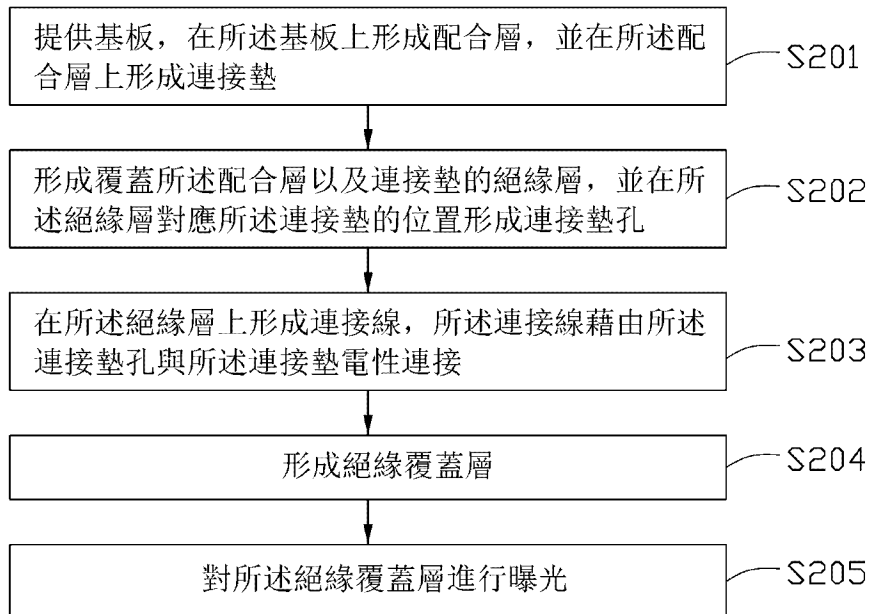 提供基板，在所述基板上形成配合層，並在所述配
合層上形成連接墊
S201
形成覆蓋所述配合層以及連接墊的絕緣層，並在所
述絕緣層對應所述連接墊的位置形成連接墊孔
S202
在所述絕緣層上形成連接線，所述連接線藉由所述
連接墊孔與所述連接墊電性連接
S203
形成絕緣覆蓋層
S204
對所述絕緣覆蓋層進行曝光
S205